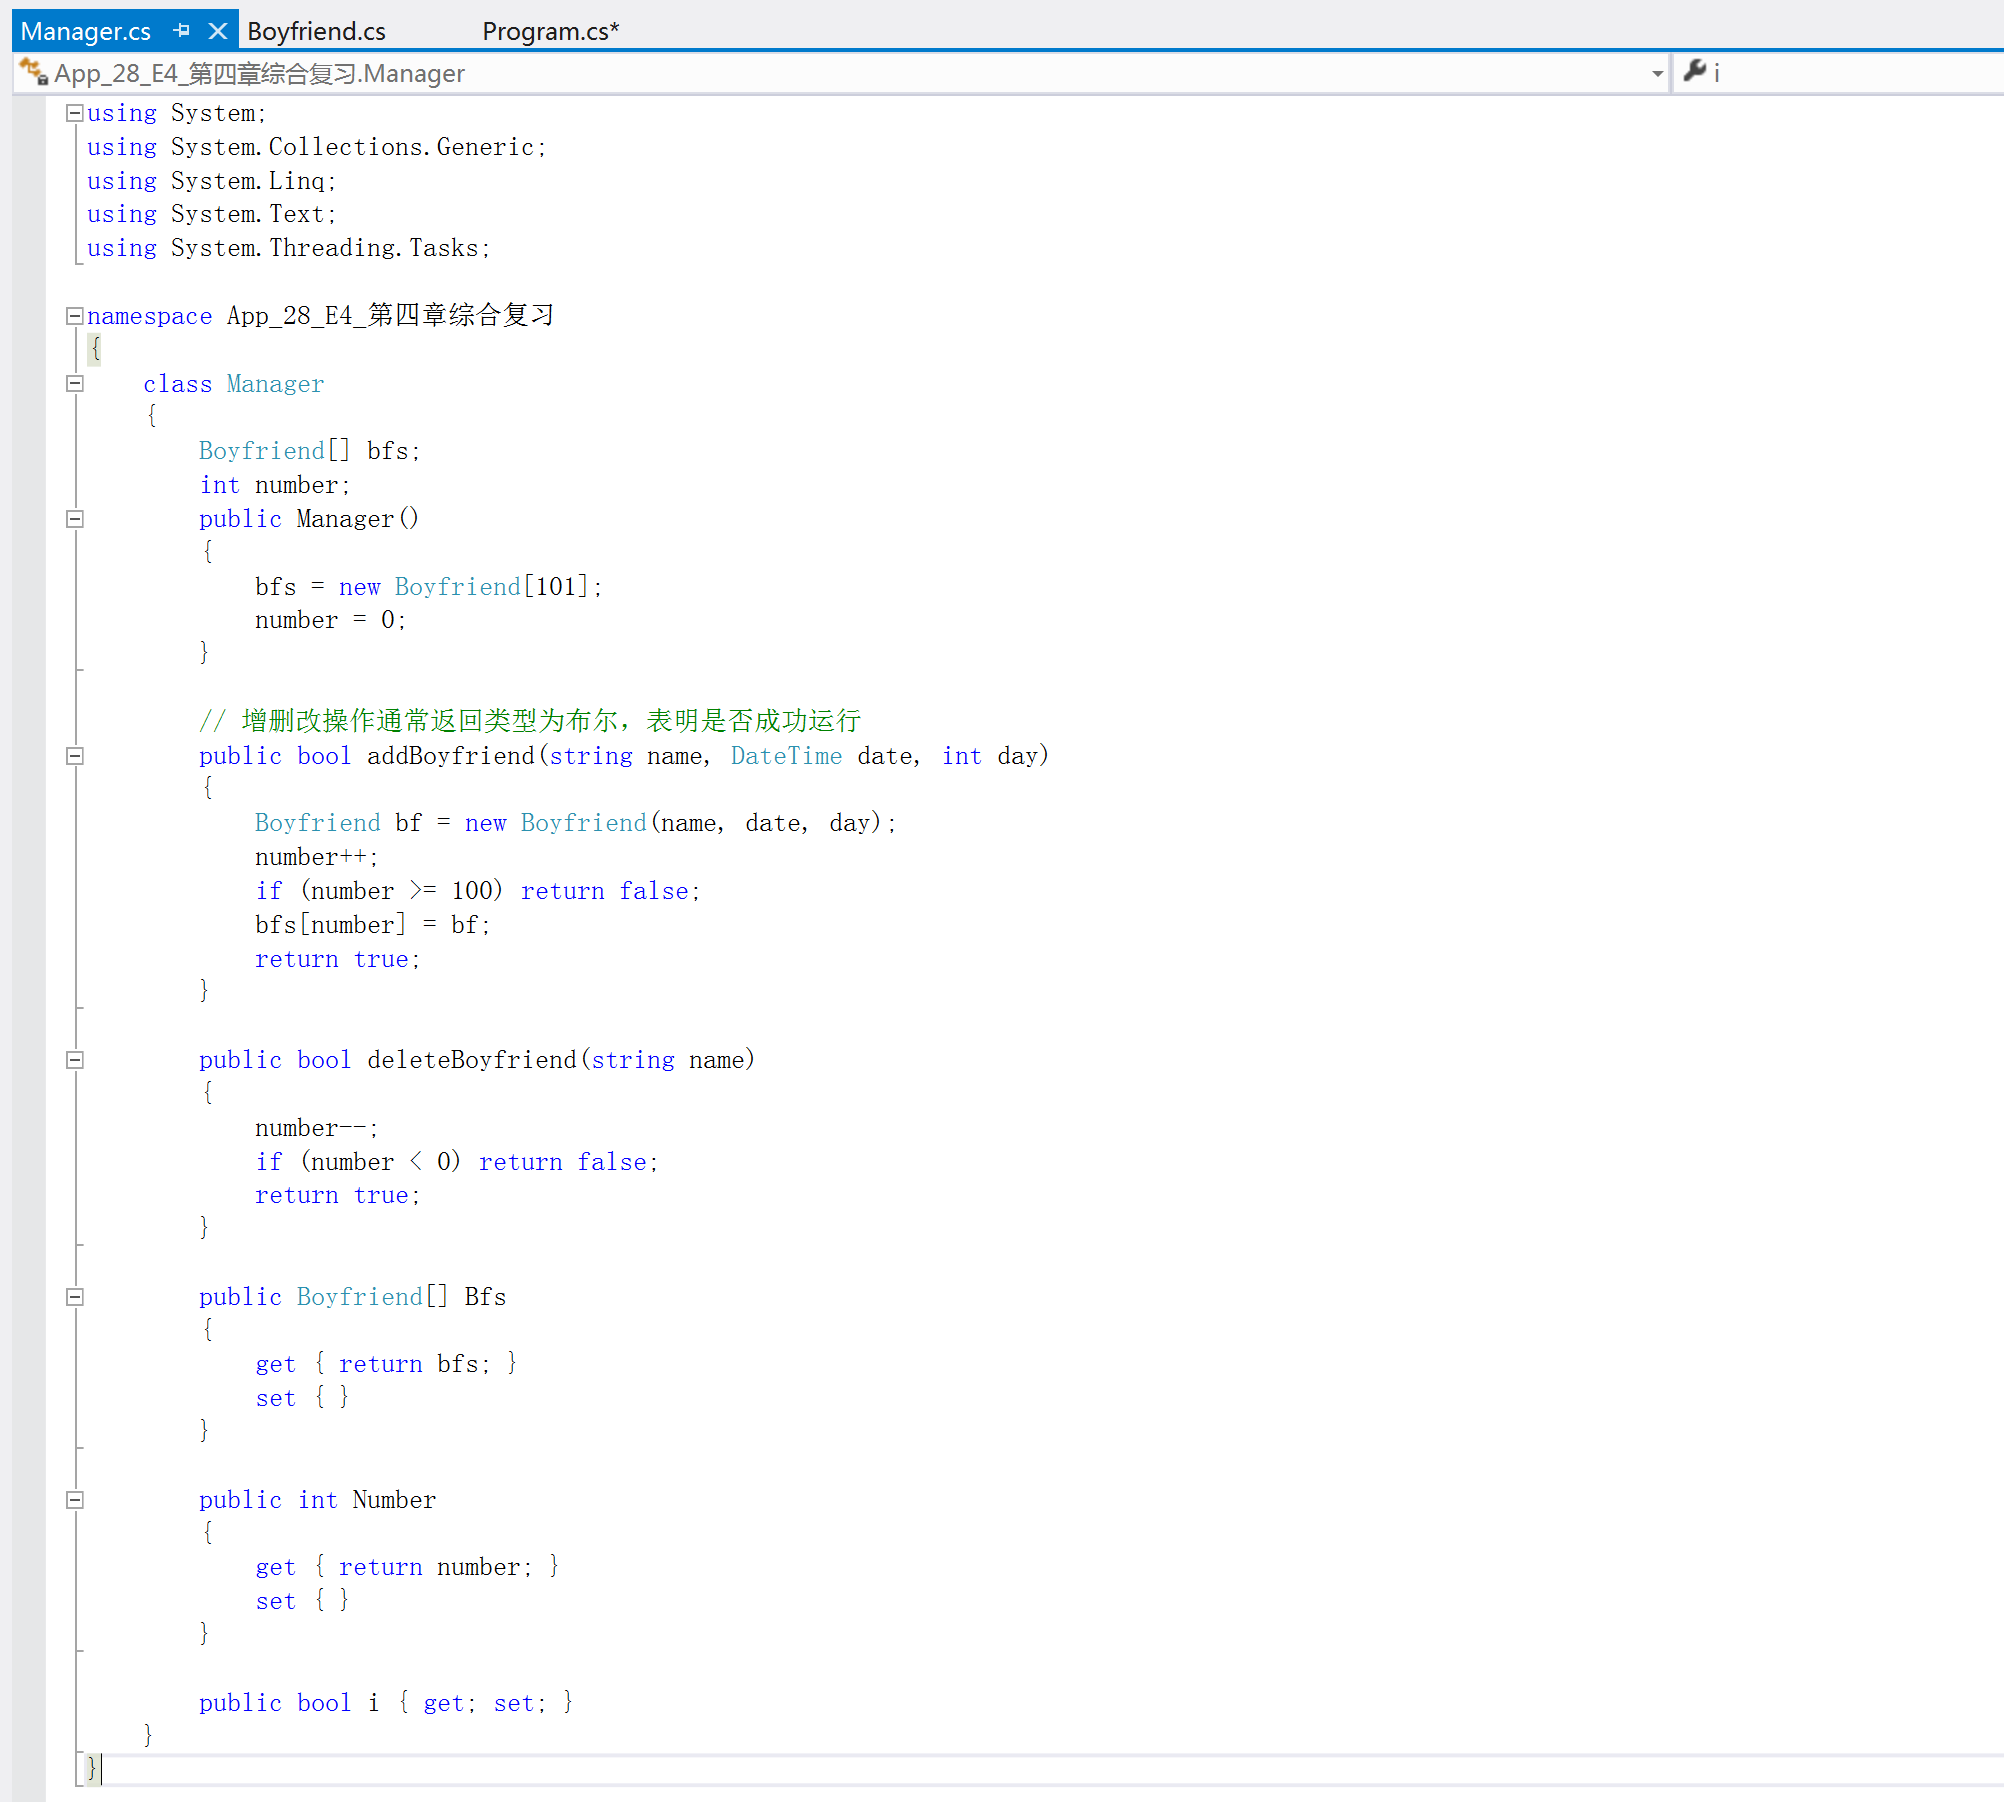 Manager.cs
Boyfriend.cs
Program.cs*
App_28_E4_第四章综合复习.Manager
i
using System;
using System.Collections.Generic;
using System.Linq;
using System.Text;
using System.Threading.Tasks;
namespace App_28_E4_第四章综合复习
{
class Manager
{
Boyfriend[] bfs;
int number;
public Manager()
{
bfs = new Boyfriend[101];
number = 0;
}
// 增删改操作通常返回类型为布尔，表明是否成功运行
public bool addBoyfriend(string name, DateTime date, int day)
{
Boyfriend bf = new Boyfriend(name, date, day);
number++;
if (number >= 100) return false;
bfs[number] = bf;
return true;
}
public bool deleteBoyfriend(string name)
{
number--;
if (number < 0) return false;
return true;
}
public Boyfriend[] Bfs
{
get { return bfs; }
set { }
}
public int Number
{
get { return number; }
set { }
}
public bool i { get; set; }
}
}